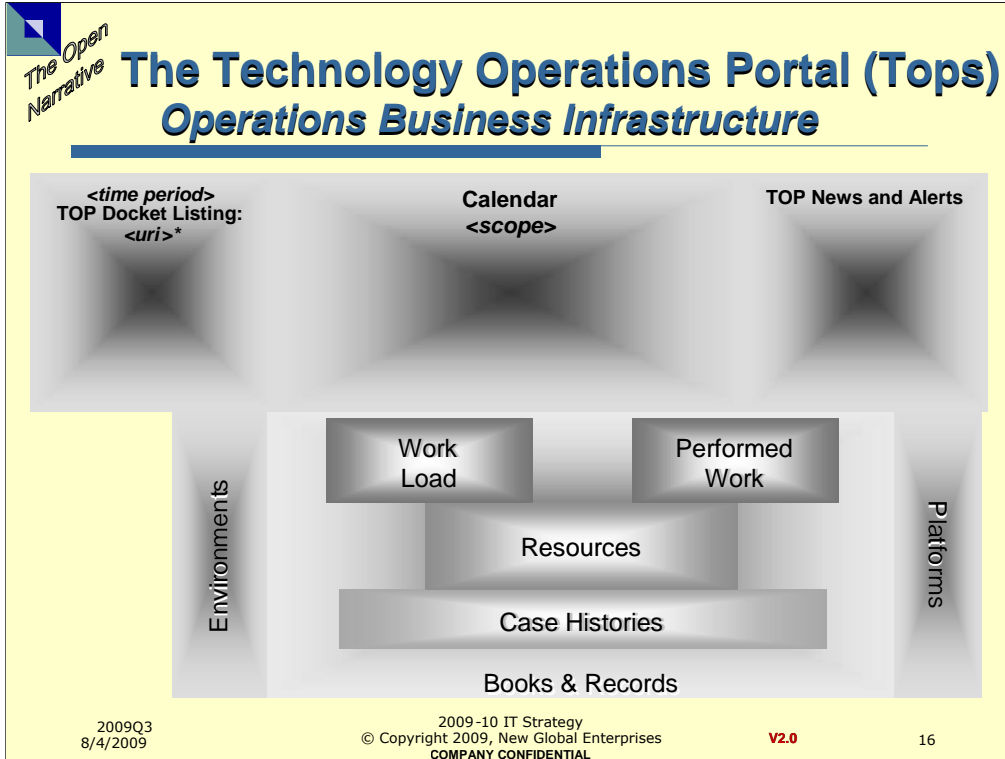 The Open
Narrative
The Technology Operations Portal (Tops)
Operations Business Infrastructure
<time period>
TOP Docket Listing:
<uri>*
Calendar
<scope>
TOP News and Alerts
Work
Load
Performed
Work
Environments
Resources
Platforms
Case Histories
Books & Records
2009Q3
8/4/2009
2009-10 IT Strategy
© Copyright 2009, New Global Enterprises
COMPANY CONFIDENTIAL
V2.0
16